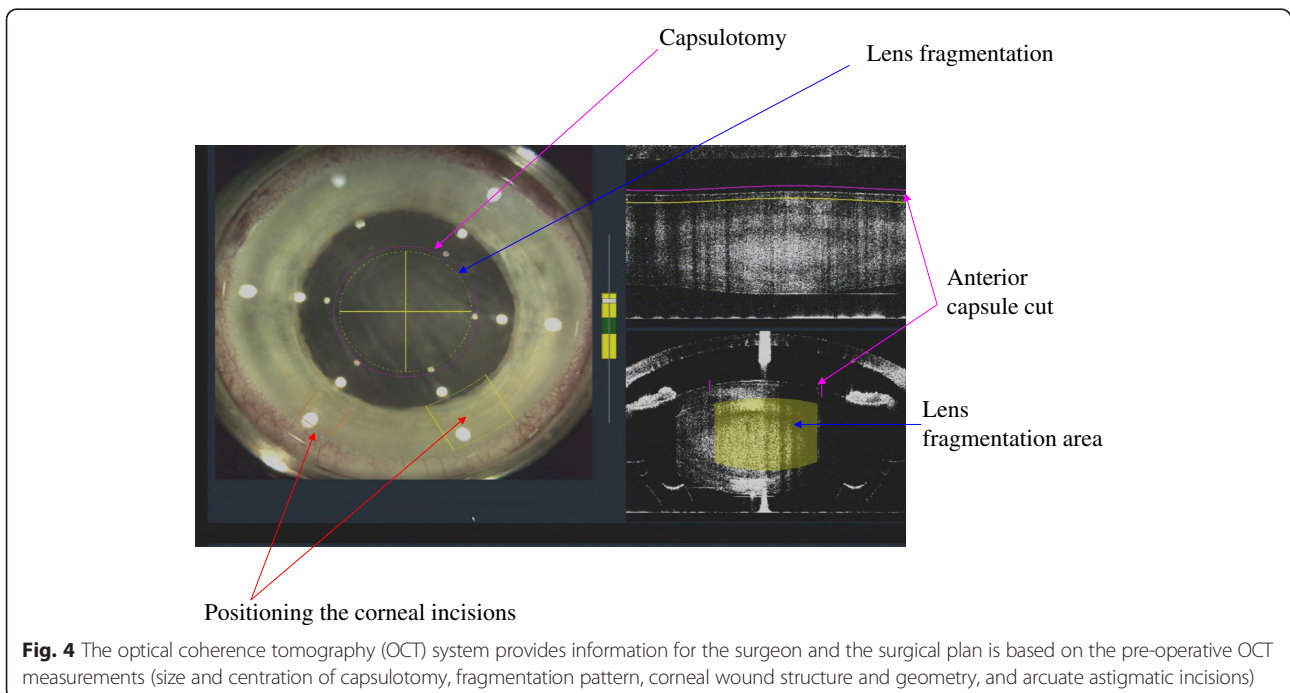 Capsulotomy
Lens fragmentation
Anterior
capsule cut
Lens
fragmentation area
Positioning the corneal incisions
Fig. 4 The optical coherence tomography (OCT) system provides information for the surgeon and the surgical plan is based on the pre-operative OCT
measurements (size and centration of capsulotomy, fragmentation pattern, corneal wound structure and geometry, and arcuate astigmatic incisions)